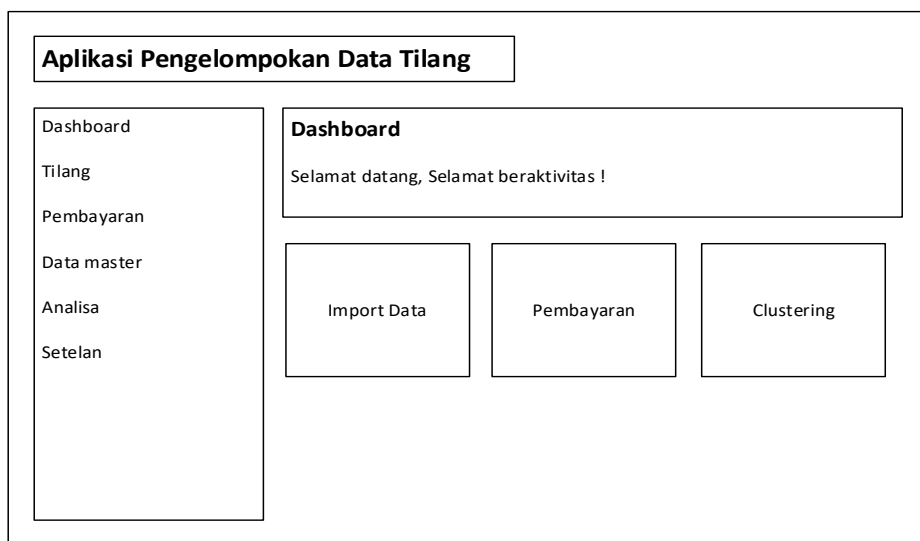 Aplikasi Pengelompokan Data Tilang
Dashboard
Tilang
Pembayaran
Data master
Analisa
Setelan
Dashboard
Selamat datang, Selamat beraktivitas !
Import Data
Pembayaran
Clustering